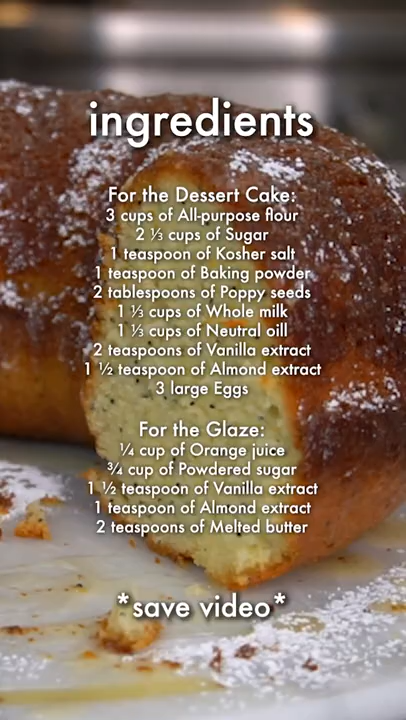 ingredients
For the Dessert Cake:
3 cups of All-purpose flour
2 ⅓ cups of Sugar
1 teaspoon of Kosher salt
1 teaspoon of Baking powder
2 tablespoons of Poppy seeds
1 ⅓ cups of Whole milk
1 ⅓ cups of Neutral oill
2 teaspoons of Vanilla extract
1 ½ teaspoon of Almond extract
3 large Eggs
For the Glaze:
¼ cup of Orange juice
¾ cup of Powdered sugar
1 ½ teaspoon of Vanilla extract
1 teaspoon of Almond extract
2 teaspoons of Melted butter
*save video*